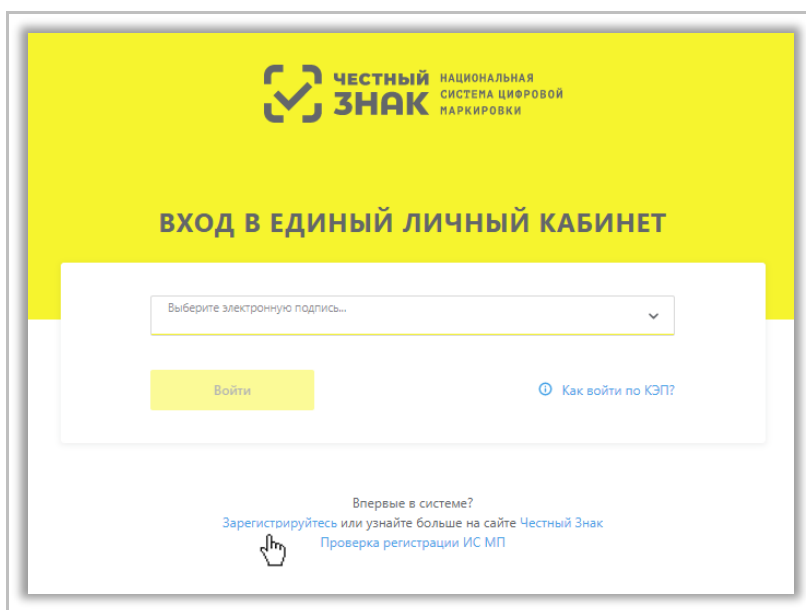 ЧЕСТНЫЙ
ЗНАК
НАЦИОНАЛЬНАЯ
СИСТЕМА ЦИФРОВОЙ
МАРКИРОВКИ
ВХОД В ЕДИНЫЙ ЛИЧНЫЙ КАБИНЕТ
Выберите электронную подпись...
Войти
Как войти по КЭП?
Впервые в системе?
Зарегистрируйтесь или узнайте больше на сайте Честный Знак
Проверка регистрации ИС МП